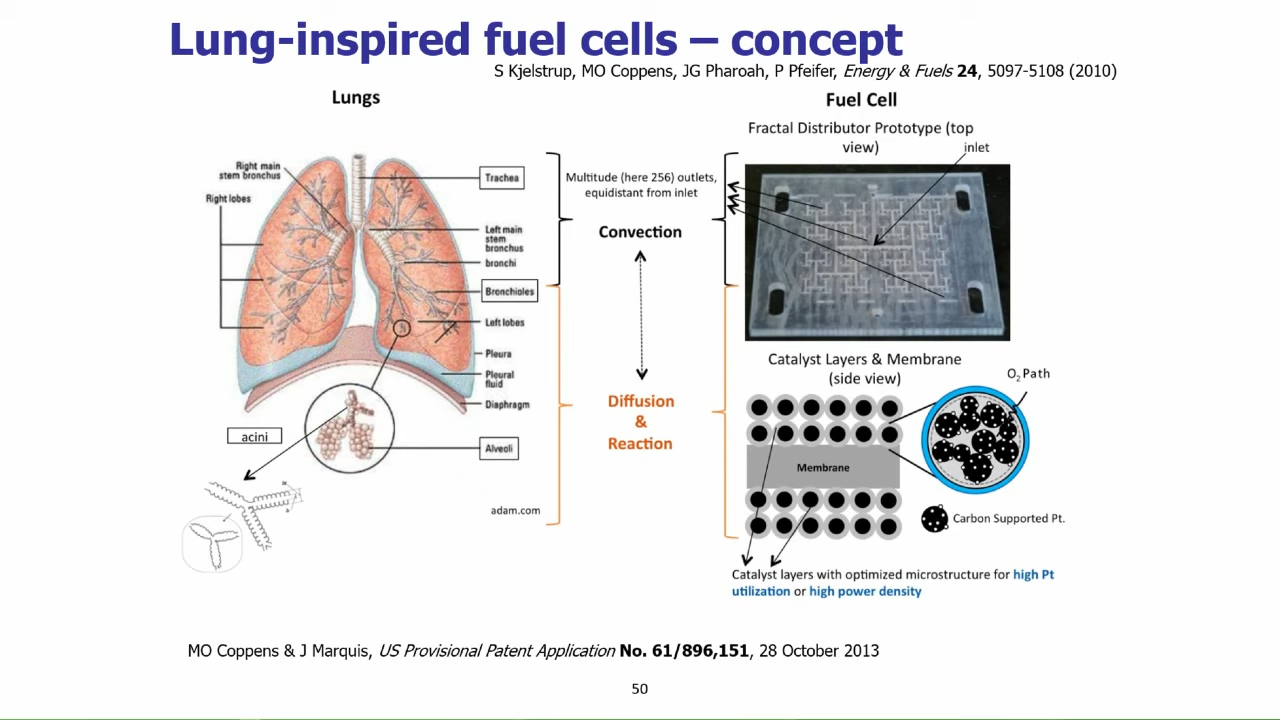 Lung-inspired fuel cells – concept
S Kjelstrup, MO Coppens, JG Pharoah, P Pfeifer, Energy & Fuels 24, 5097-5108 (2010)
Lungs
Right main
stem bronchus
Right lobes
Trachea
Left main
stem
bronchus
bronchi
Bronchioles
Left lobes
Pleura
Pleural
fluid
Diaphragm
Alveoli
acini
adam.com
Multitude (here 256) outlets,
equidistant from inlet
Convection
Diffusion
&
Reaction
Fuel Cell
Fractal Distributor Prototype (top
view)
inlet
Catalyst Layers & Membrane
(side view)
O2 Path
Membrane
Carbon Supported Pt.
Catalyst layers with optimized microstructure for high Pt
utilization or high power density
MO Coppens & J Marquis, US Provisional Patent Application No. 61/896,151, 28 October 2013
50